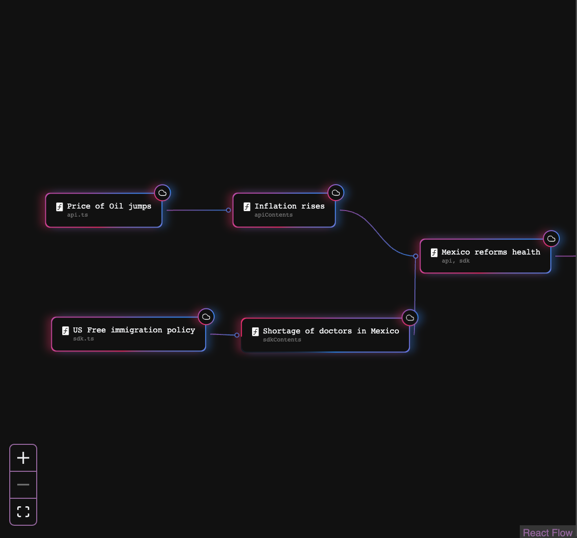 Price of Oil jumps
api.ts
Inflation rises
apiContents
Mexico reforms health
api, sdk
US Free immigration policy
sdk.ts
Shortage of doctors in Mexico
sdkContents
React Flow